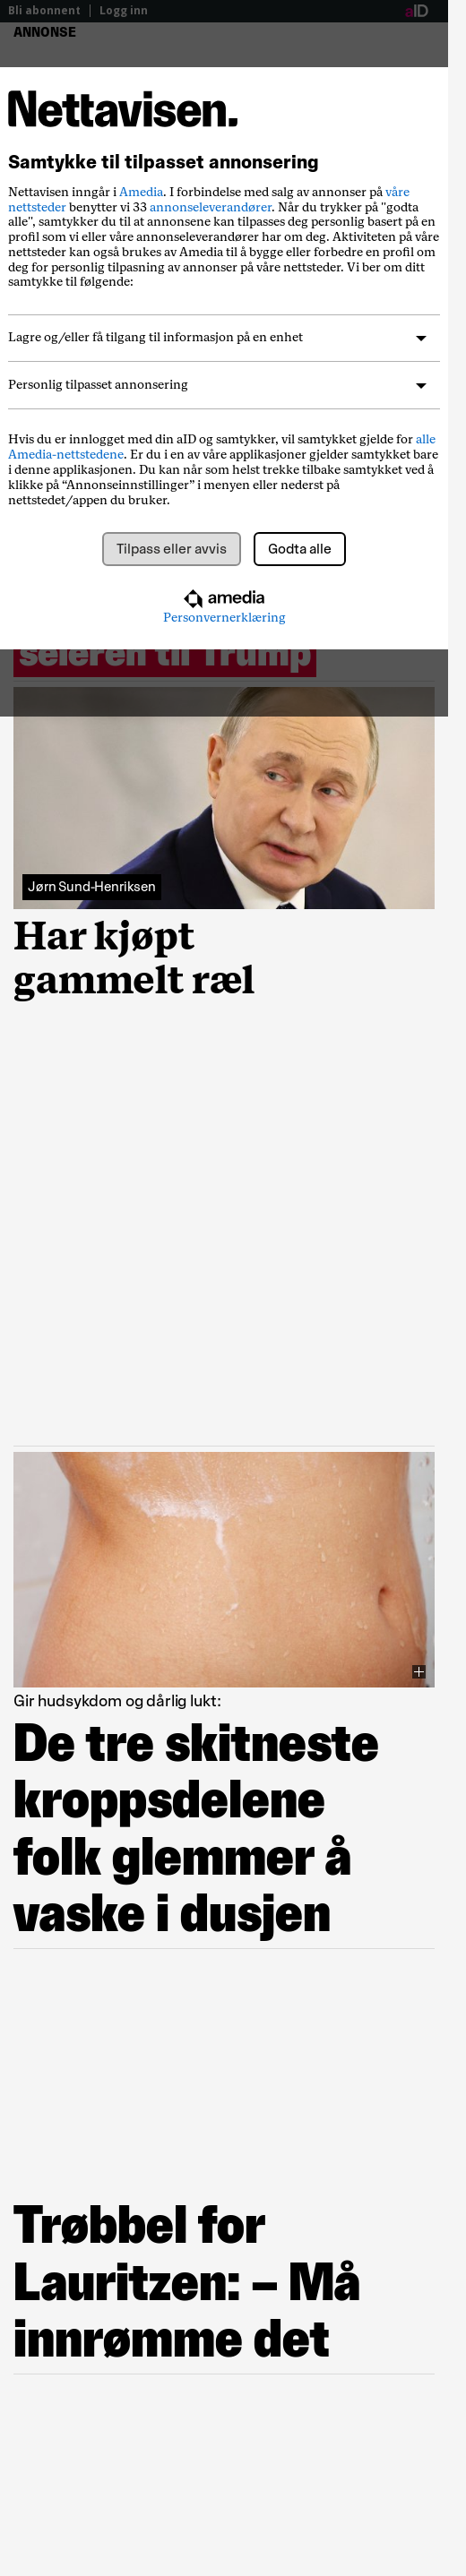 Bli abonnent | Logg inn
aID
ANNONSE
Nettavisen.
Samtykke til tilpasset annonsering
Nettavisen inngår i Amedia. I forbindelse med salg av annonser på våre
nettsteder benytter vi 33 annonseleverandører. Når du trykker på "godta
alle", samtykker du til at annonsene kan tilpasses deg personlig basert på en
profil som vi eller våre annonseleverandører har om deg. Aktiviteten på våre
nettsteder kan også brukes av Amedia til å bygge eller forbedre en profil om
deg for personlig tilpasning av annonser på våre nettsteder. Vi ber om ditt
samtykke til følgende:
Lagre og/eller få tilgang til informasjon på en enhet
Personlig tilpasset annonsering
Hvis du er innlogget med din aID og samtykker, vil samtykket gjelde for alle
Amedia-nettstedene. Er du i en av våre applikasjoner gjelder samtykket bare
i denne applikasjonen. Du kan når som helst trekke tilbake samtykket ved å
klikke på “Annonseinnstillinger” i menyen eller nederst på
nettstedet/appen du bruker.
Tilpass eller avvis
Godta alle
amedia
Personvernerklæring
seieren til Trump
Jørn Sund-Henriksen
Har kjøpt
gammelt ræl
Gir hudsykdom og dårlig lukt:
De tre skitneste
kroppsdelene
folk glemmer å
vaske i dusjen
Trøbbel for
Lauritzen: – Må
innrømme det